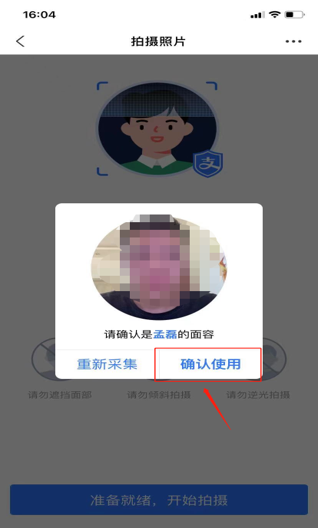 16:04
拍摄照片
支
请确认是孟磊的面容
重新采集
确认使用
请勿遮挡面部
请勿倾斜拍摄
请勿逆光拍摄
准备就绪，开始拍摄